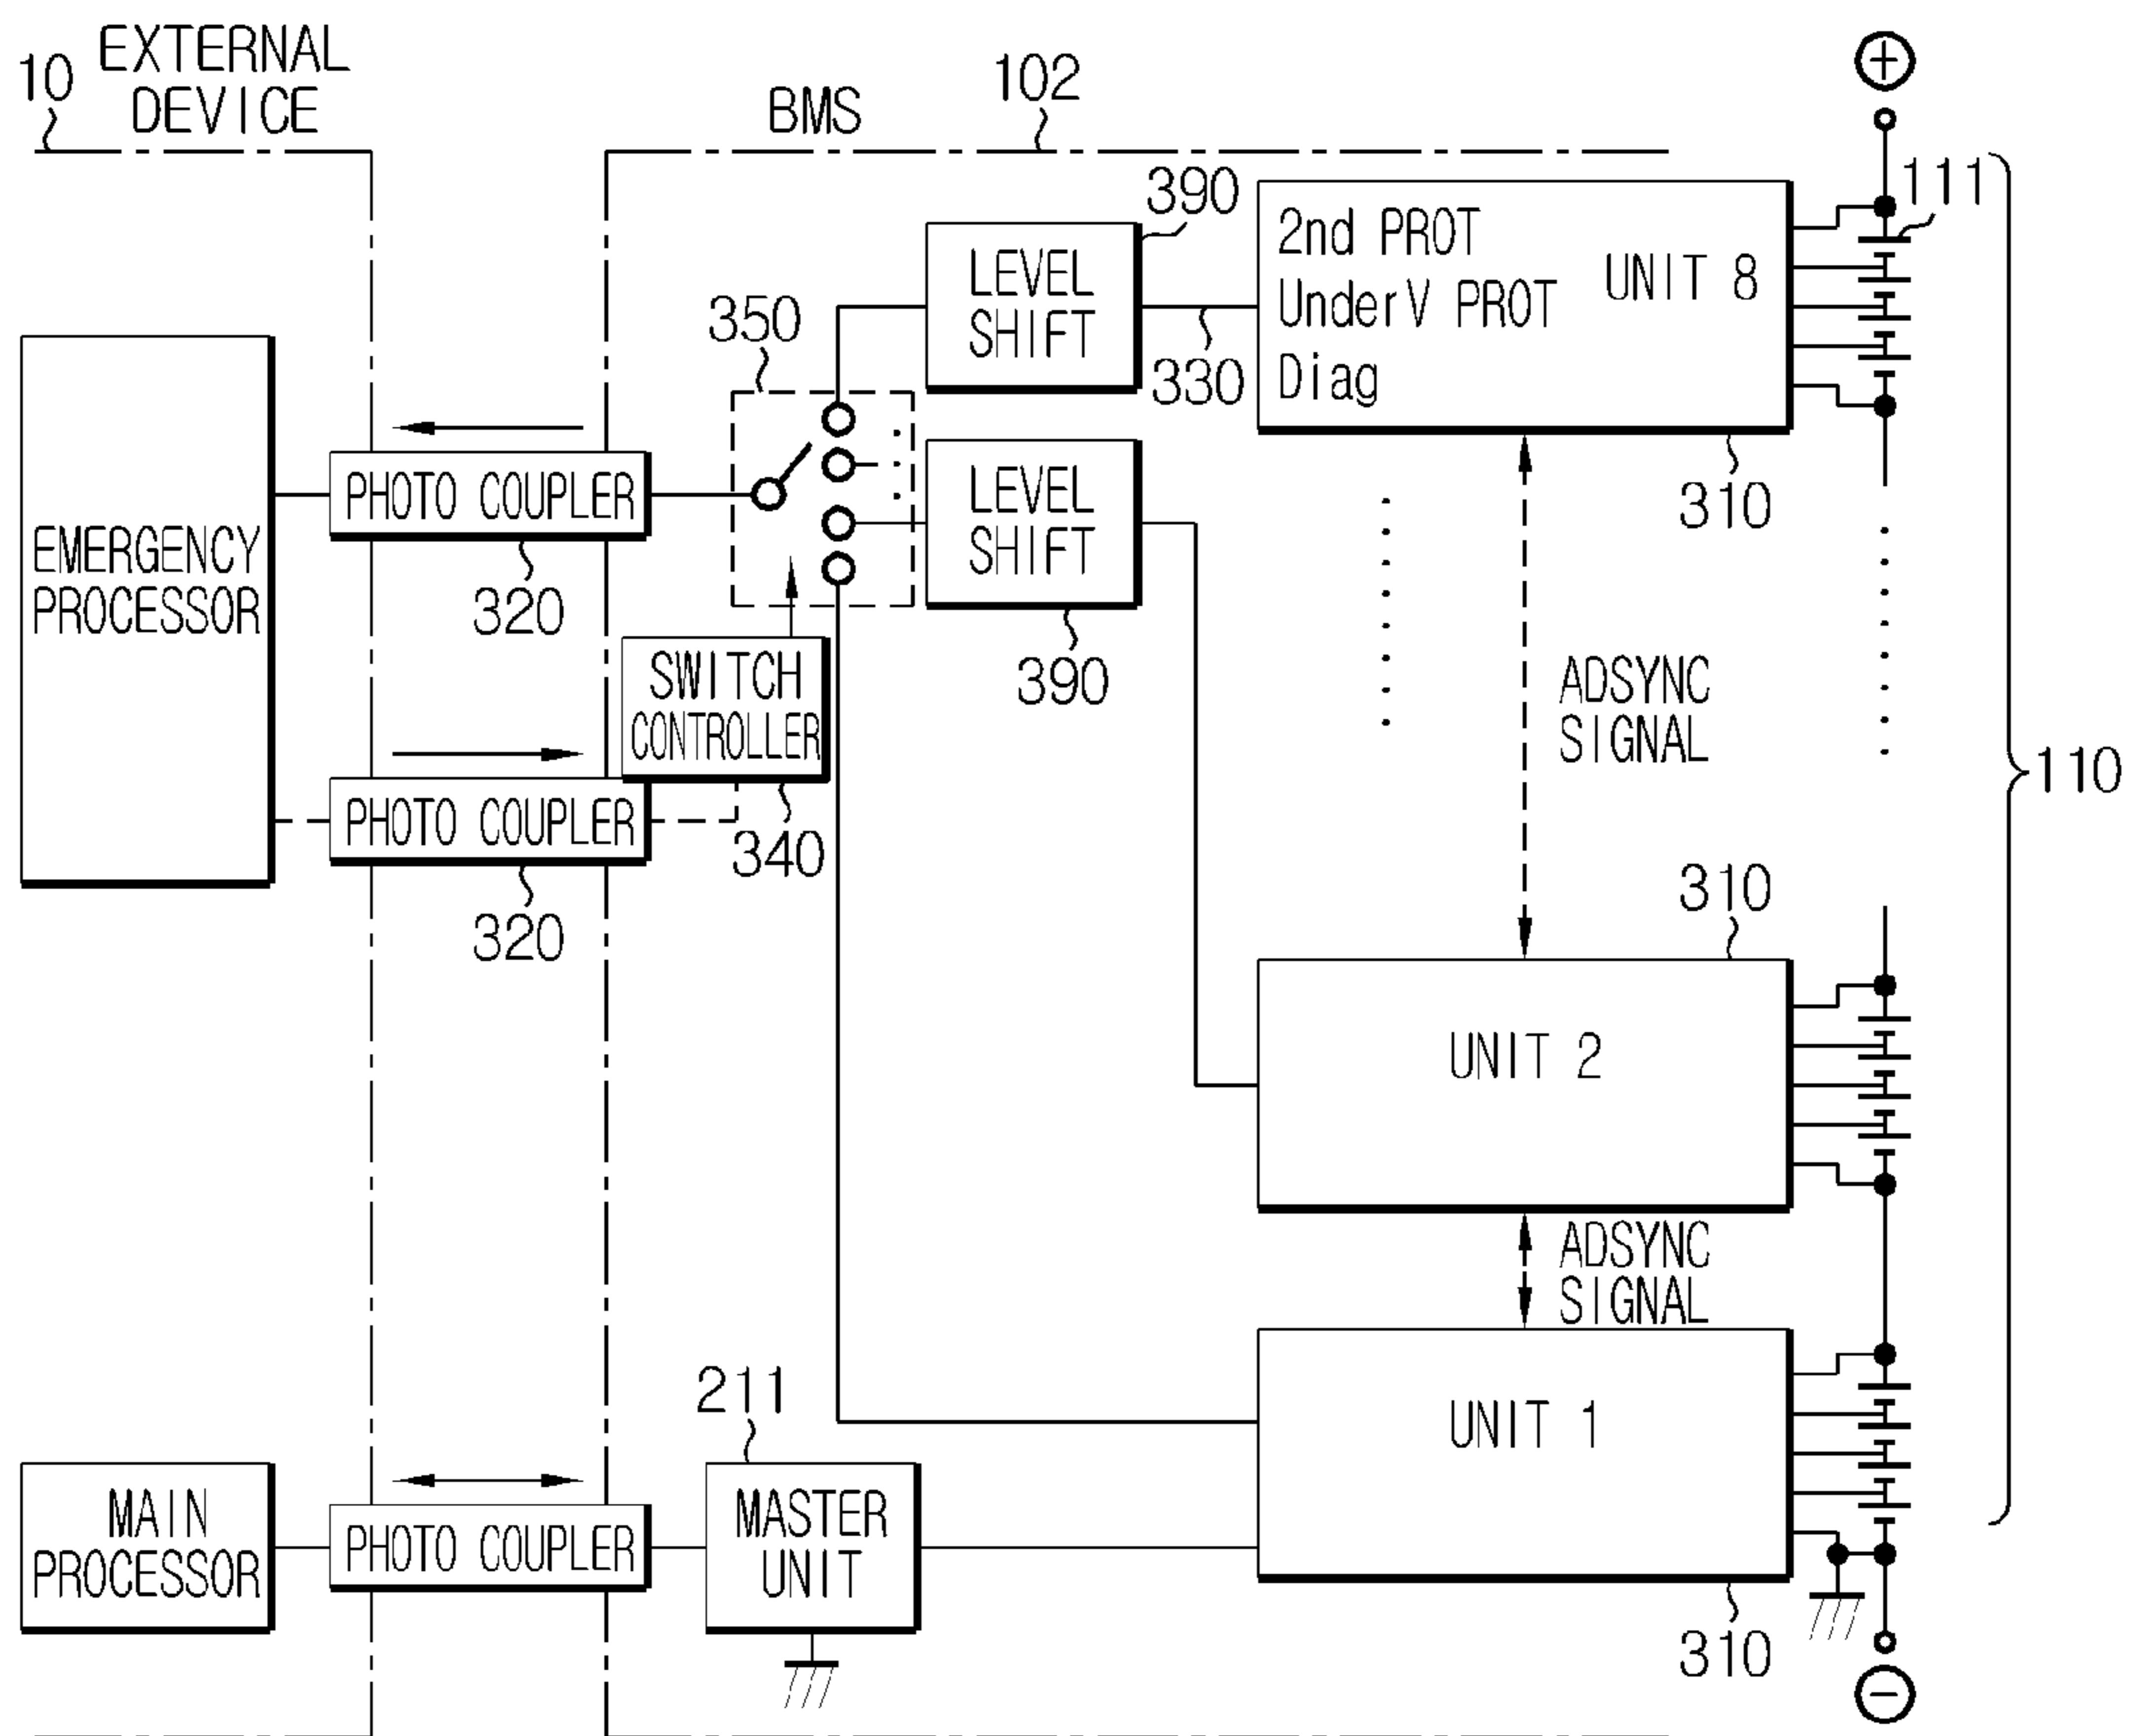 10
EXTERNAL
DEVICE
BMS
102
+
111
390
LEVEL
SHIFT
330
2nd PROT
UnderV PROT
Diag
UNIT 8
310
350
PHOTO COUPLER
320
EMERGENCY
PROCESSOR
LEVEL
SHIFT
390
SWITCH
CONTROLLER
340
PHOTO COUPLER
320
ADSYNC
SIGNAL
110
310
UNIT 2
ADSYNC
SIGNAL
UNIT 1
310
211
MAIN
PROCESSOR
PHOTO COUPLER
MASTER
UNIT
−